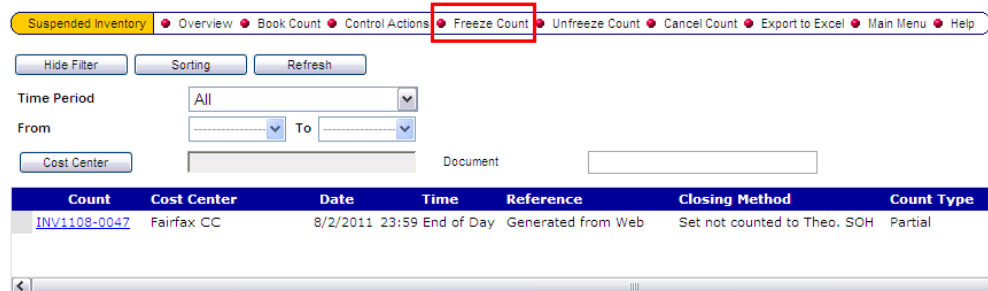 Suspended Inventory Overview Book Count Control Actions Freeze Count Unfreeze Count Cancel Count Export to Excel Main Menu Help
Hide Filter Sorting Refresh
Time Period All
From ---------------- To ----------------
Cost Center Document
Count Cost Center Date Time Reference Closing Method Count Type
INV1108-0047 Fairfax CC 8/2/2011 23:59 End of Day Generated from Web Set not counted to Theo. SOH Partial